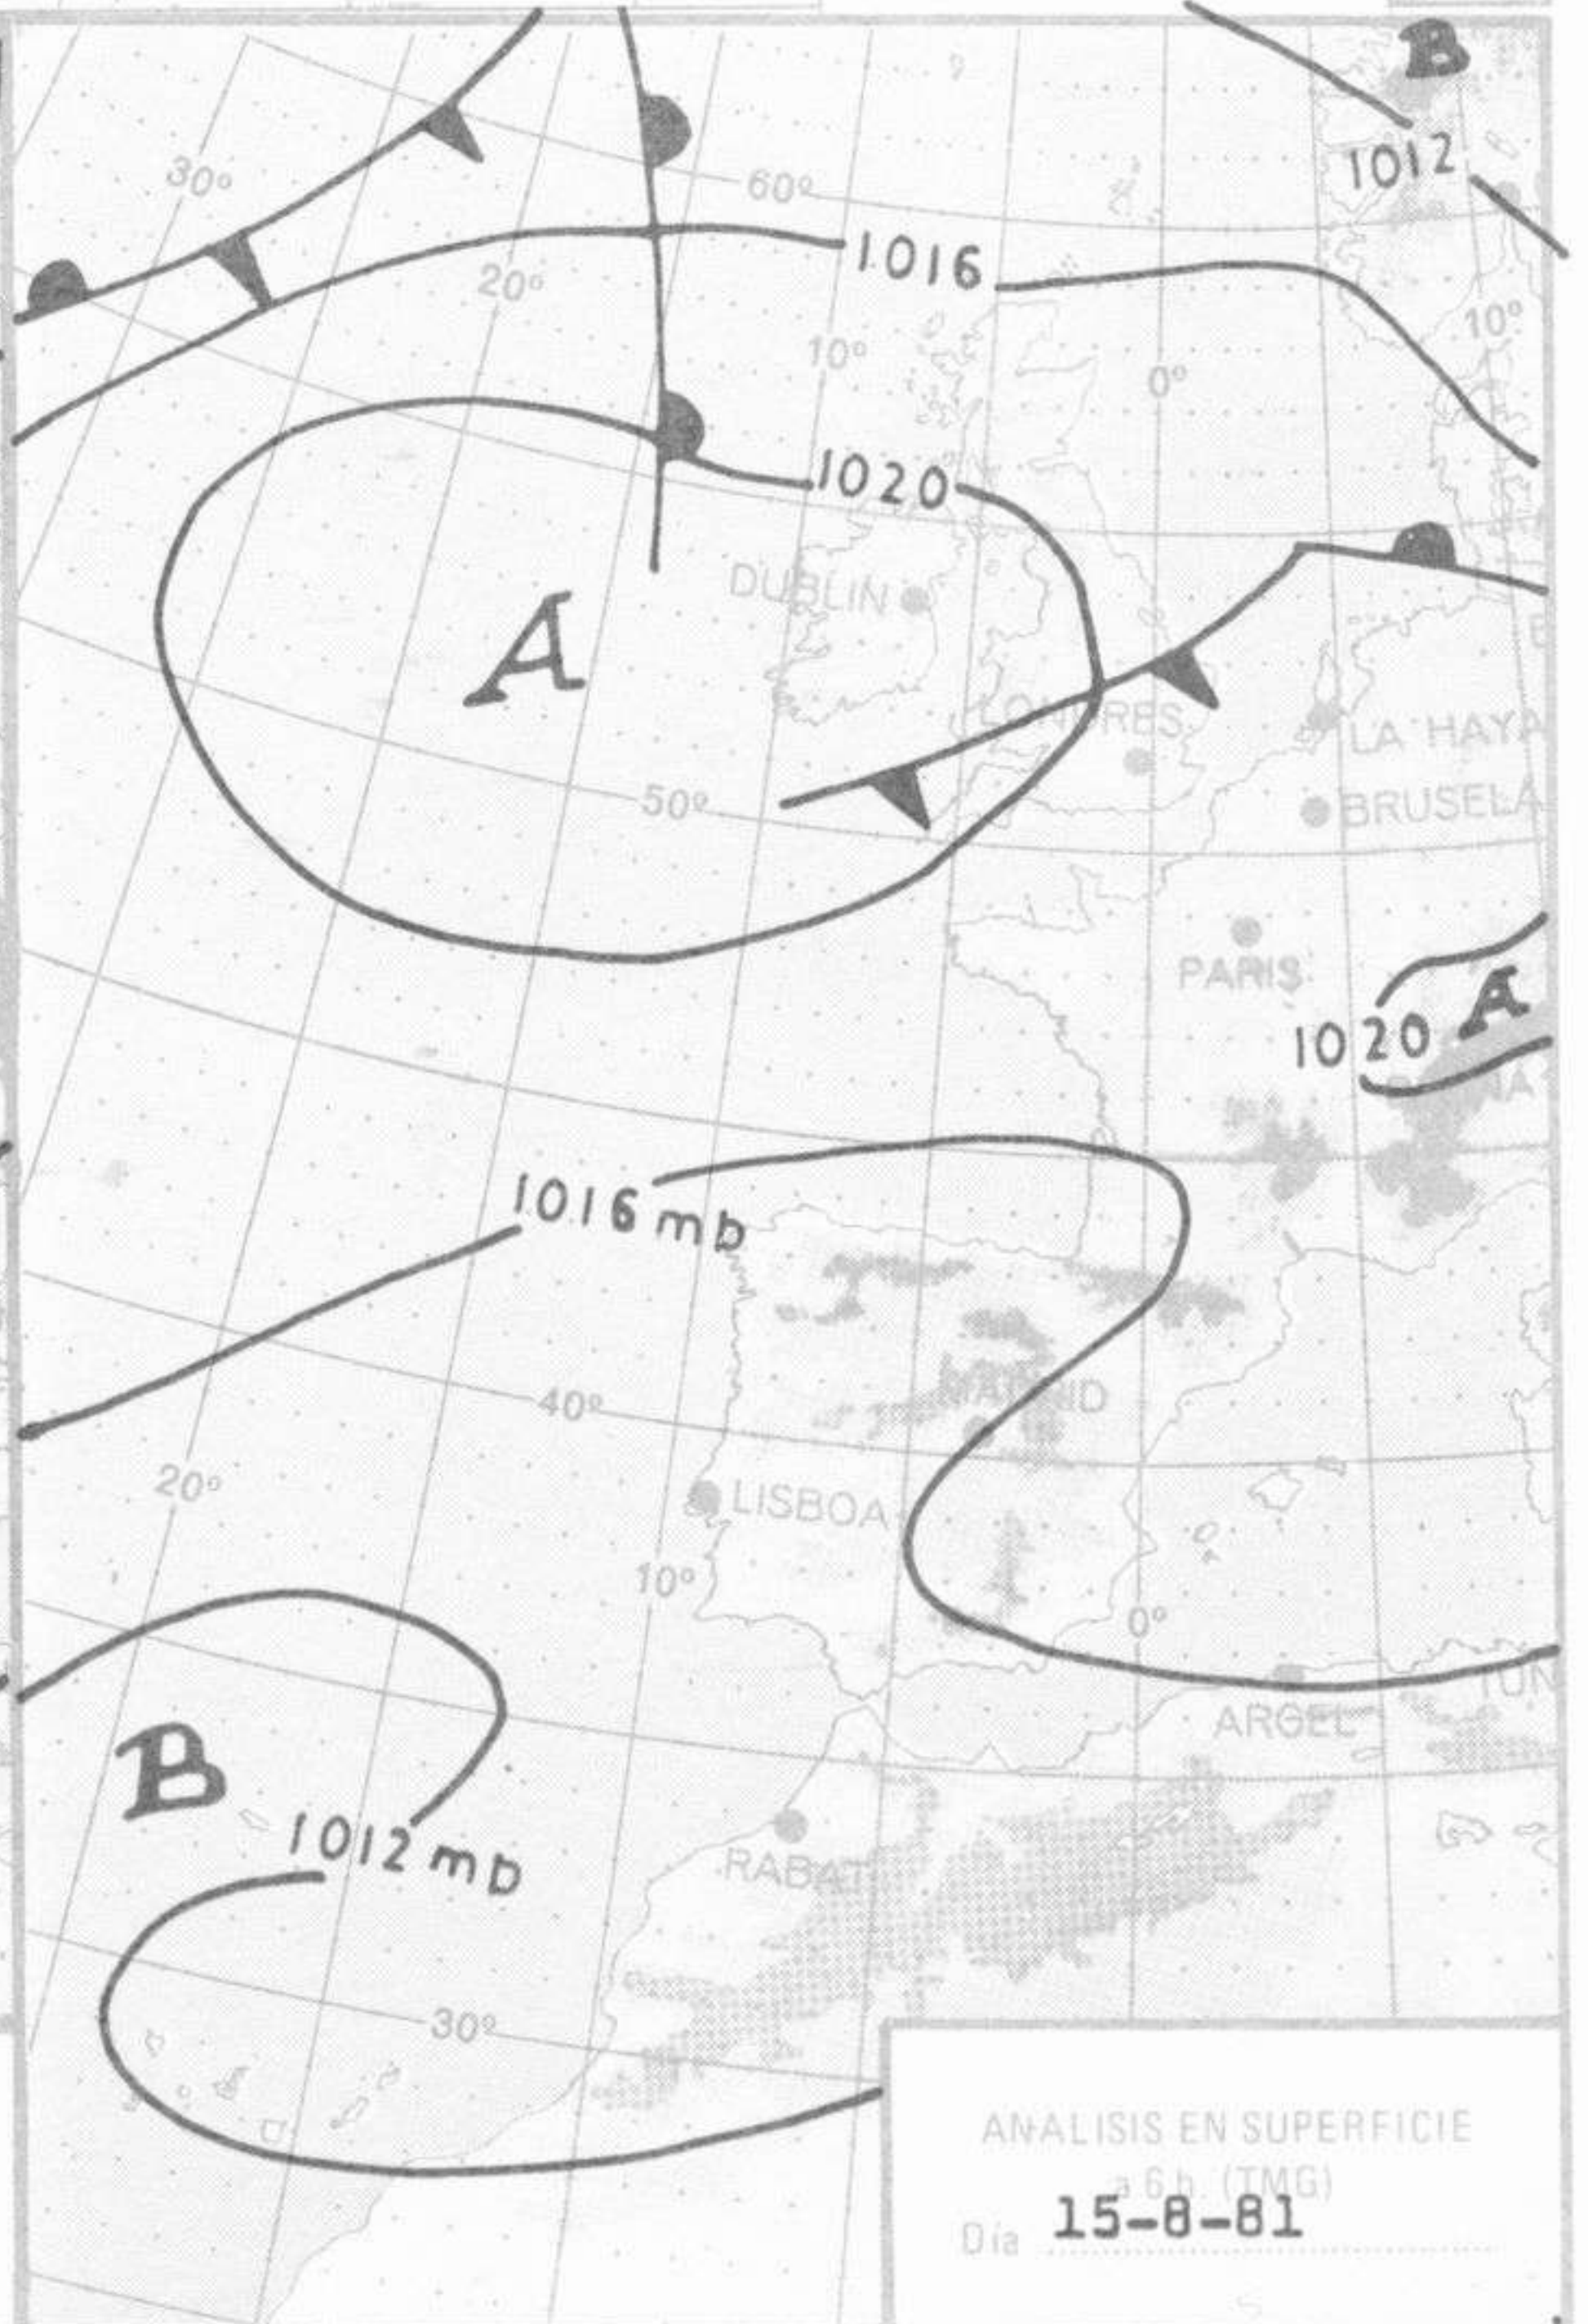 B
1012
30°
60°
1016
20°
10°
10°
0°
1020
DUBLIN
A
LONDRES
LA HAYA
50°
BRUSELA
PARIS
A
1020
1016 mb
MADRID
40°
20°
LISBOA
10°
0°
ARGEL
TUN
B
1012 mb
RABAT
30°
ANALISIS EN SUPERFICIE
a 6 h. (TMG)
Día 15-8-81